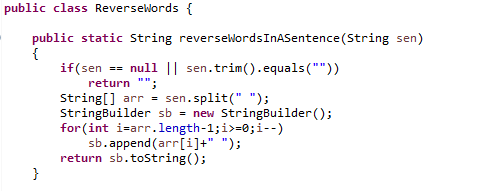 public class ReverseWords {
public static String reverseWordsInASentence(String sen)
{
if(sen == null || sen.trim().equals(""))
return "";
String[] arr = sen.split(" ");
StringBuilder sb = new StringBuilder();
for(int i=arr.length-1;i>=0;i--)
sb.append(arr[i]+" ");
return sb.toString();
}